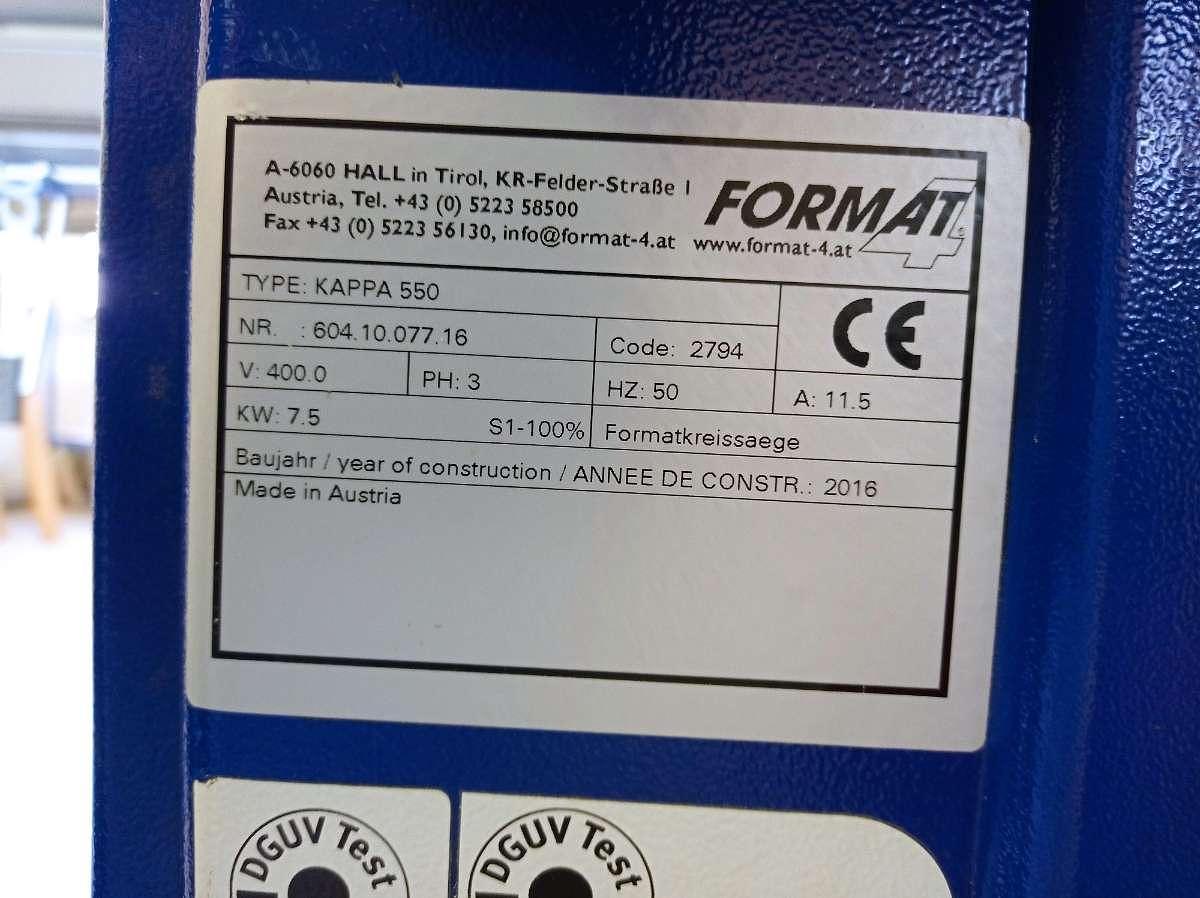 A-6060 HALL in Tirol, KR-Felder-Straße 1
Austria, Tel. +43 (0) 5223 58500
Fax +43 (0) 5223 56130, info@format-4.at
FORMAT 4
www.format-4.at
TYPE: KAPPA 550
CE
NR. : 604.10.077.16 Code: 2794
V: 400.0 PH: 3 HZ: 50 A: 11.5
KW: 7.5 S1-100% Formatkreissaege
Baujahr / year of construction / ANNEE DE CONSTR.: 2016
Made in Austria
DGUV Test
DGUV Test